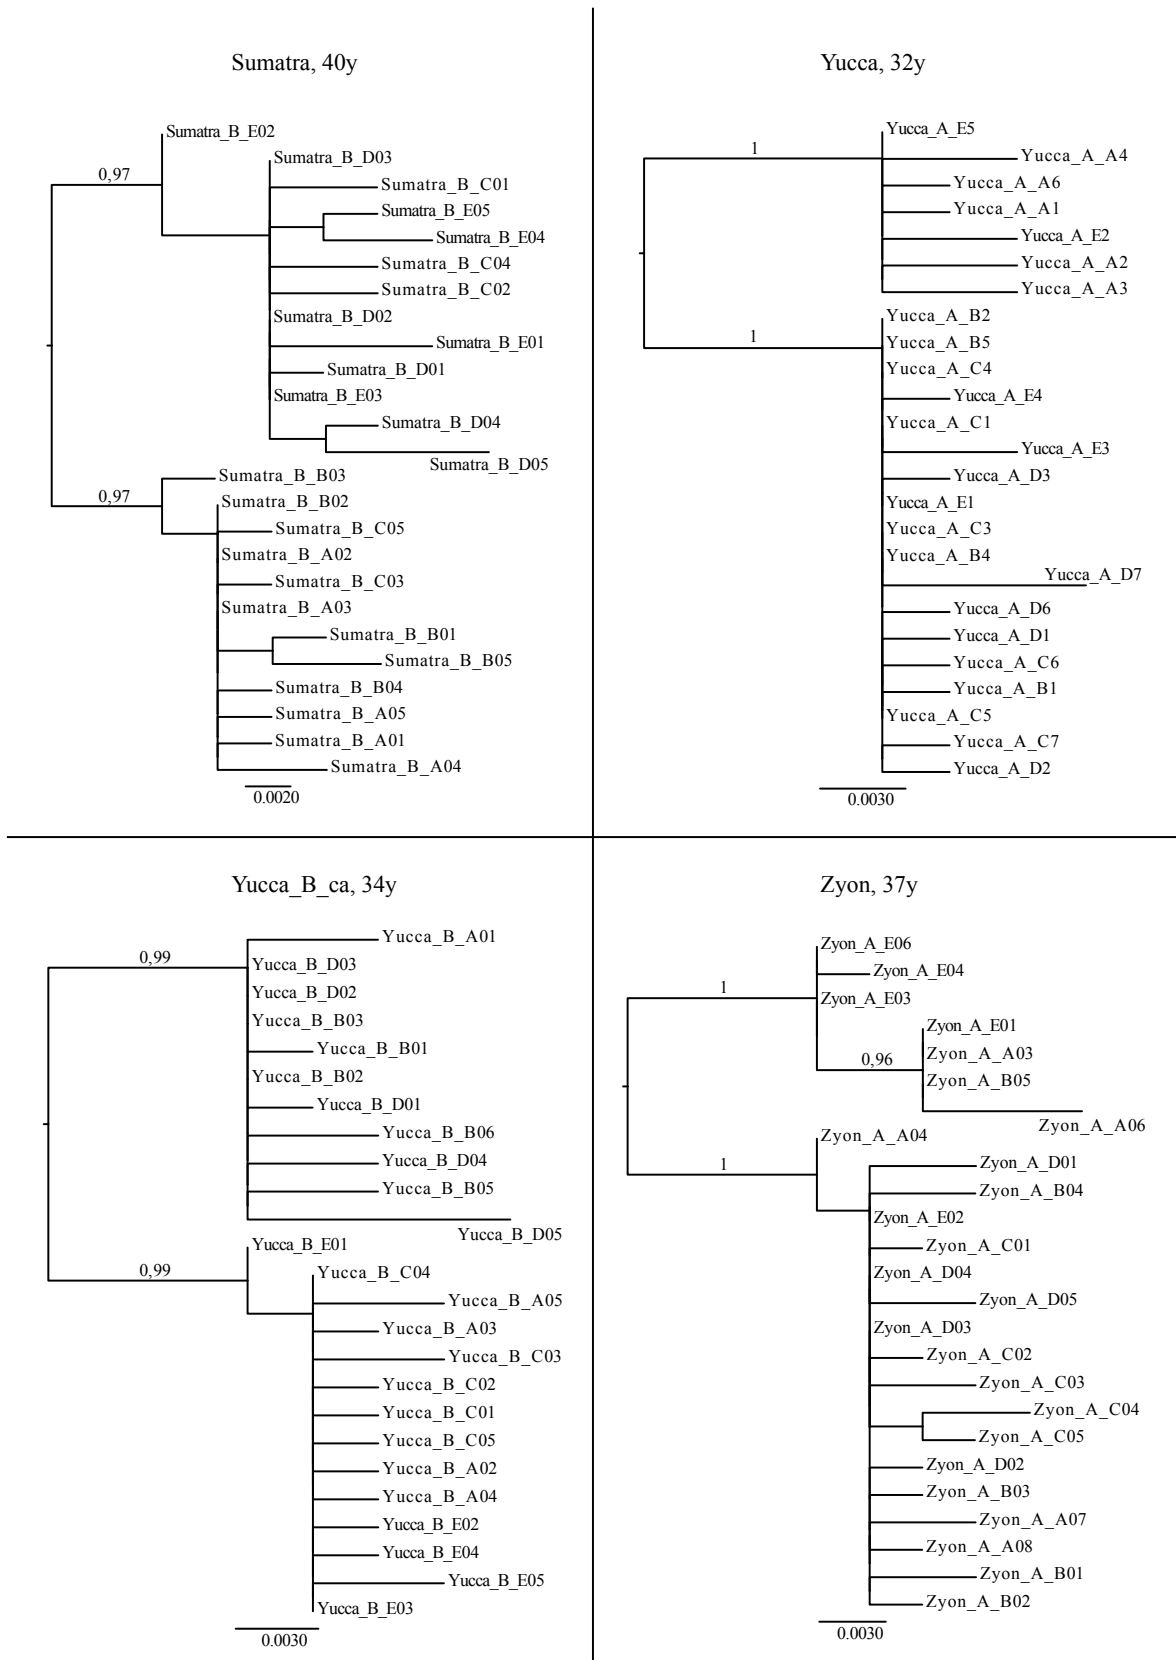 Sumatra, 40y
Sumatra_B_E02
Sumatra_B_D03
0,97
Sumatra_B_C01
Sumatra_B_E05
Sumatra_B_E04
Sumatra_B_C04
Sumatra_B_C02
Sumatra_B_D02
Sumatra_B_E01
Sumatra_B_D01
Sumatra_B_E03
Sumatra_B_D04
Sumatra_B_D05
Sumatra_B_B03
0,97
Sumatra_B_B02
Sumatra_B_C05
Sumatra_B_A02
Sumatra_B_C03
Sumatra_B_A03
Sumatra_B_B01
Sumatra_B_B05
Sumatra_B_B04
Sumatra_B_A05
Sumatra_B_A01
Sumatra_B_A04
0.0020
Yucca, 32y
Yucca_A_E5
1
Yucca_A_A4
Yucca_A_A6
Yucca_A_A1
Yucca_A_E2
Yucca_A_A2
Yucca_A_A3
Yucca_A_B2
1
Yucca_A_B5
Yucca_A_C4
Yucca_A_E4
Yucca_A_C1
Yucca_A_E3
Yucca_A_D3
Yucca_A_E1
Yucca_A_C3
Yucca_A_B4
Yucca_A_D7
Yucca_A_D6
Yucca_A_D1
Yucca_A_C6
Yucca_A_B1
Yucca_A_C5
Yucca_A_C7
Yucca_A_D2
0.0030
Yucca_B_ca, 34y
Yucca_B_A01
0,99
Yucca_B_D03
Yucca_B_D02
Yucca_B_B03
Yucca_B_B01
Yucca_B_B02
Yucca_B_D01
Yucca_B_B06
Yucca_B_D04
Yucca_B_B05
Yucca_B_D05
Yucca_B_E01
0,99
Yucca_B_C04
Yucca_B_A05
Yucca_B_A03
Yucca_B_C03
Yucca_B_C02
Yucca_B_C01
Yucca_B_C05
Yucca_B_A02
Yucca_B_A04
Yucca_B_E02
Yucca_B_E04
Yucca_B_E05
Yucca_B_E03
0.0030
Zyon, 37y
Zyon_A_E06
Zyon_A_E04
1
Zyon_A_E03
Zyon_A_E01
0,96
Zyon_A_A03
Zyon_A_B05
Zyon_A_A06
Zyon_A_A04
1
Zyon_A_D01
Zyon_A_B04
Zyon_A_E02
Zyon_A_C01
Zyon_A_D04
Zyon_A_D05
Zyon_A_D03
Zyon_A_C02
Zyon_A_C03
Zyon_A_C04
Zyon_A_C05
Zyon_A_D02
Zyon_A_B03
Zyon_A_A07
Zyon_A_A08
Zyon_A_B01
Zyon_A_B02
0.0030